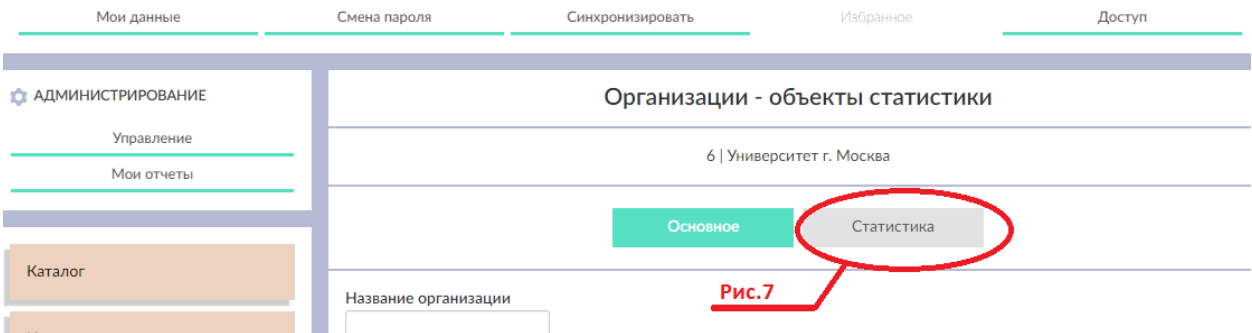 Мои данные
Смена пароля
Синхронизировать
Избранное
Доступ
АДМИНИСТРИРОВАНИЕ
Управление
Мои отчеты
Каталог
Организации - объекты статистики
6 | Университет г. Москва
Основное
Статистика
Рис.7
Название организации